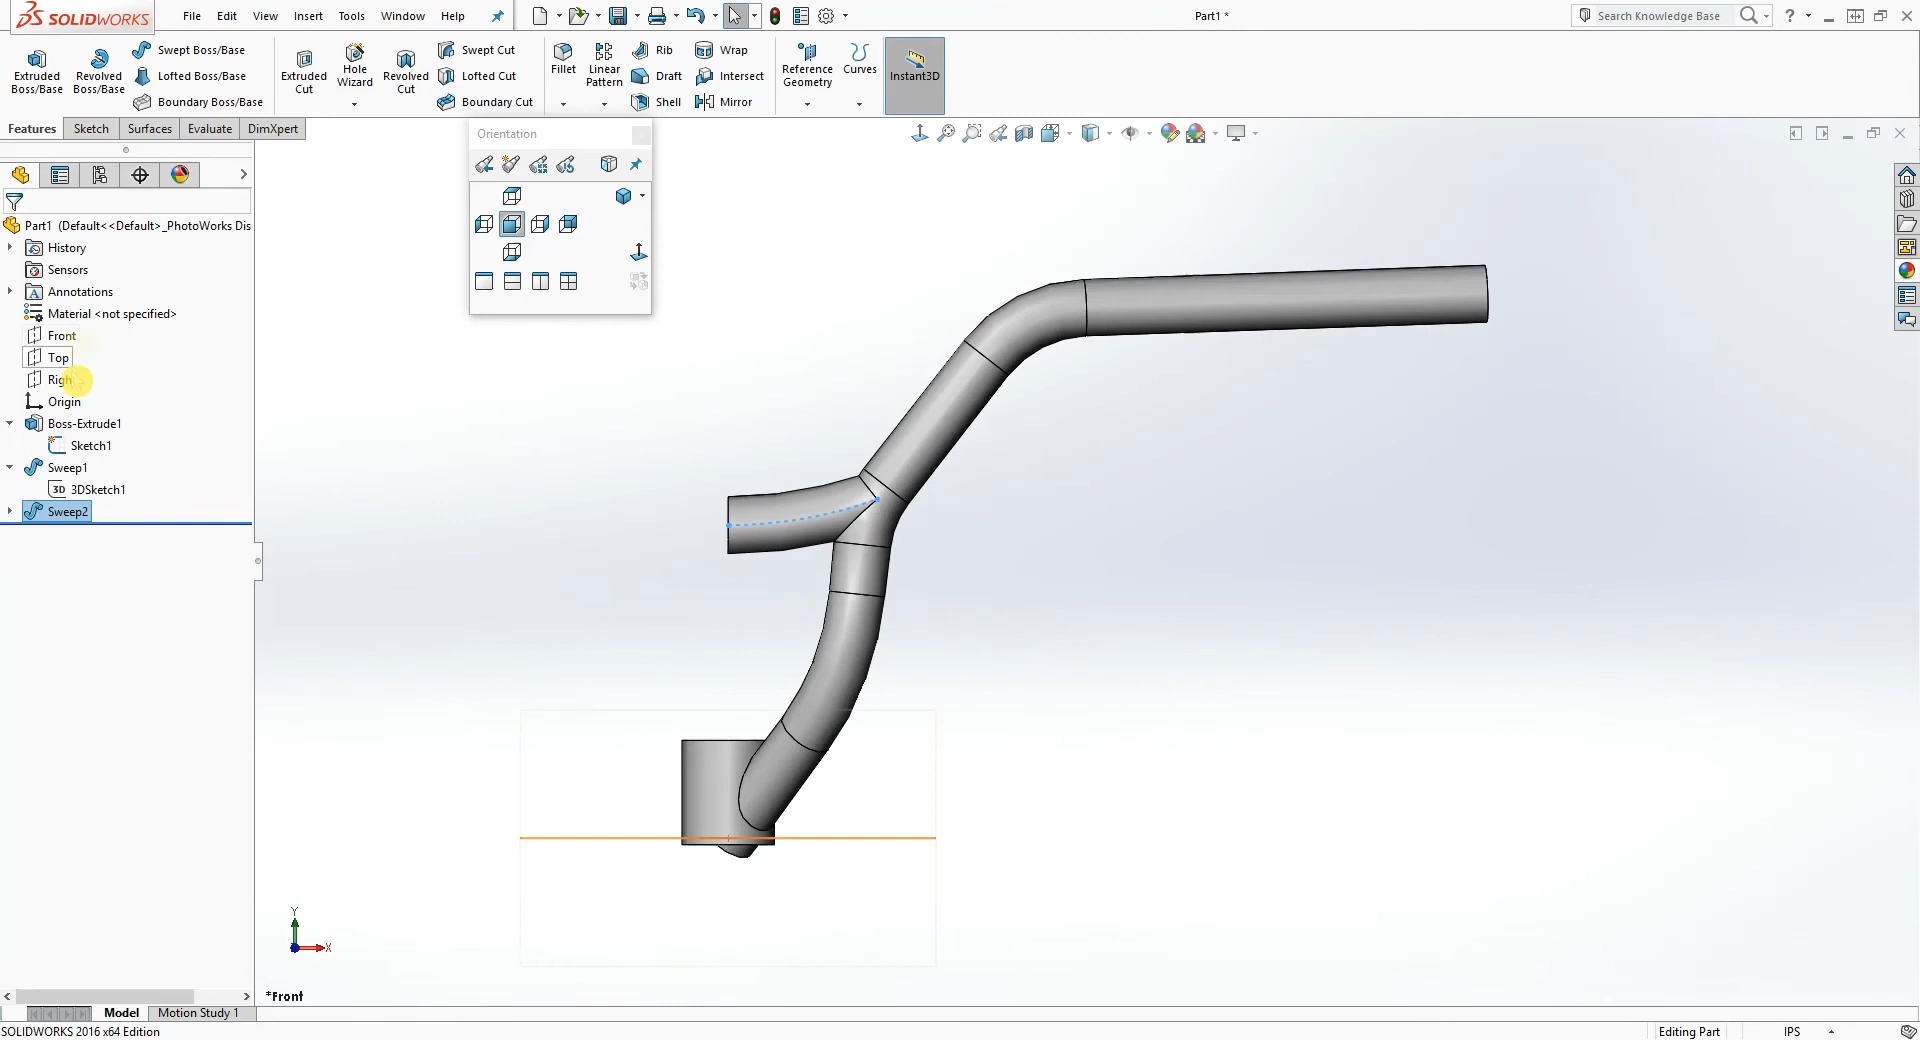 SOLIDWORKS
File Edit View Insert Tools Window Help
Part1 *
Search Knowledge Base
?
Extruded Boss/Base
Revolved Boss/Base
Swept Boss/Base
Lofted Boss/Base
Boundary Boss/Base
Extruded Cut
Hole Wizard
Revolved Cut
Swept Cut
Lofted Cut
Boundary Cut
Fillet
Linear Pattern
Rib
Draft
Shell
Wrap
Intersect
Mirror
Reference Geometry
Curves
Instant3D
Features Sketch Surfaces Evaluate DimXpert
Orientation
Part1 (Default<<Default>_PhotoWorks Dis
History
Sensors
Annotations
Material <not specified>
Front
Top
Righ
Origin
Boss-Extrude1
Sketch1
Sweep1
3D 3DSketch1
Sweep2
Y
X
*Front
Model Motion Study 1
SOLIDWORKS 2016 x64 Edition
Editing Part
IPS